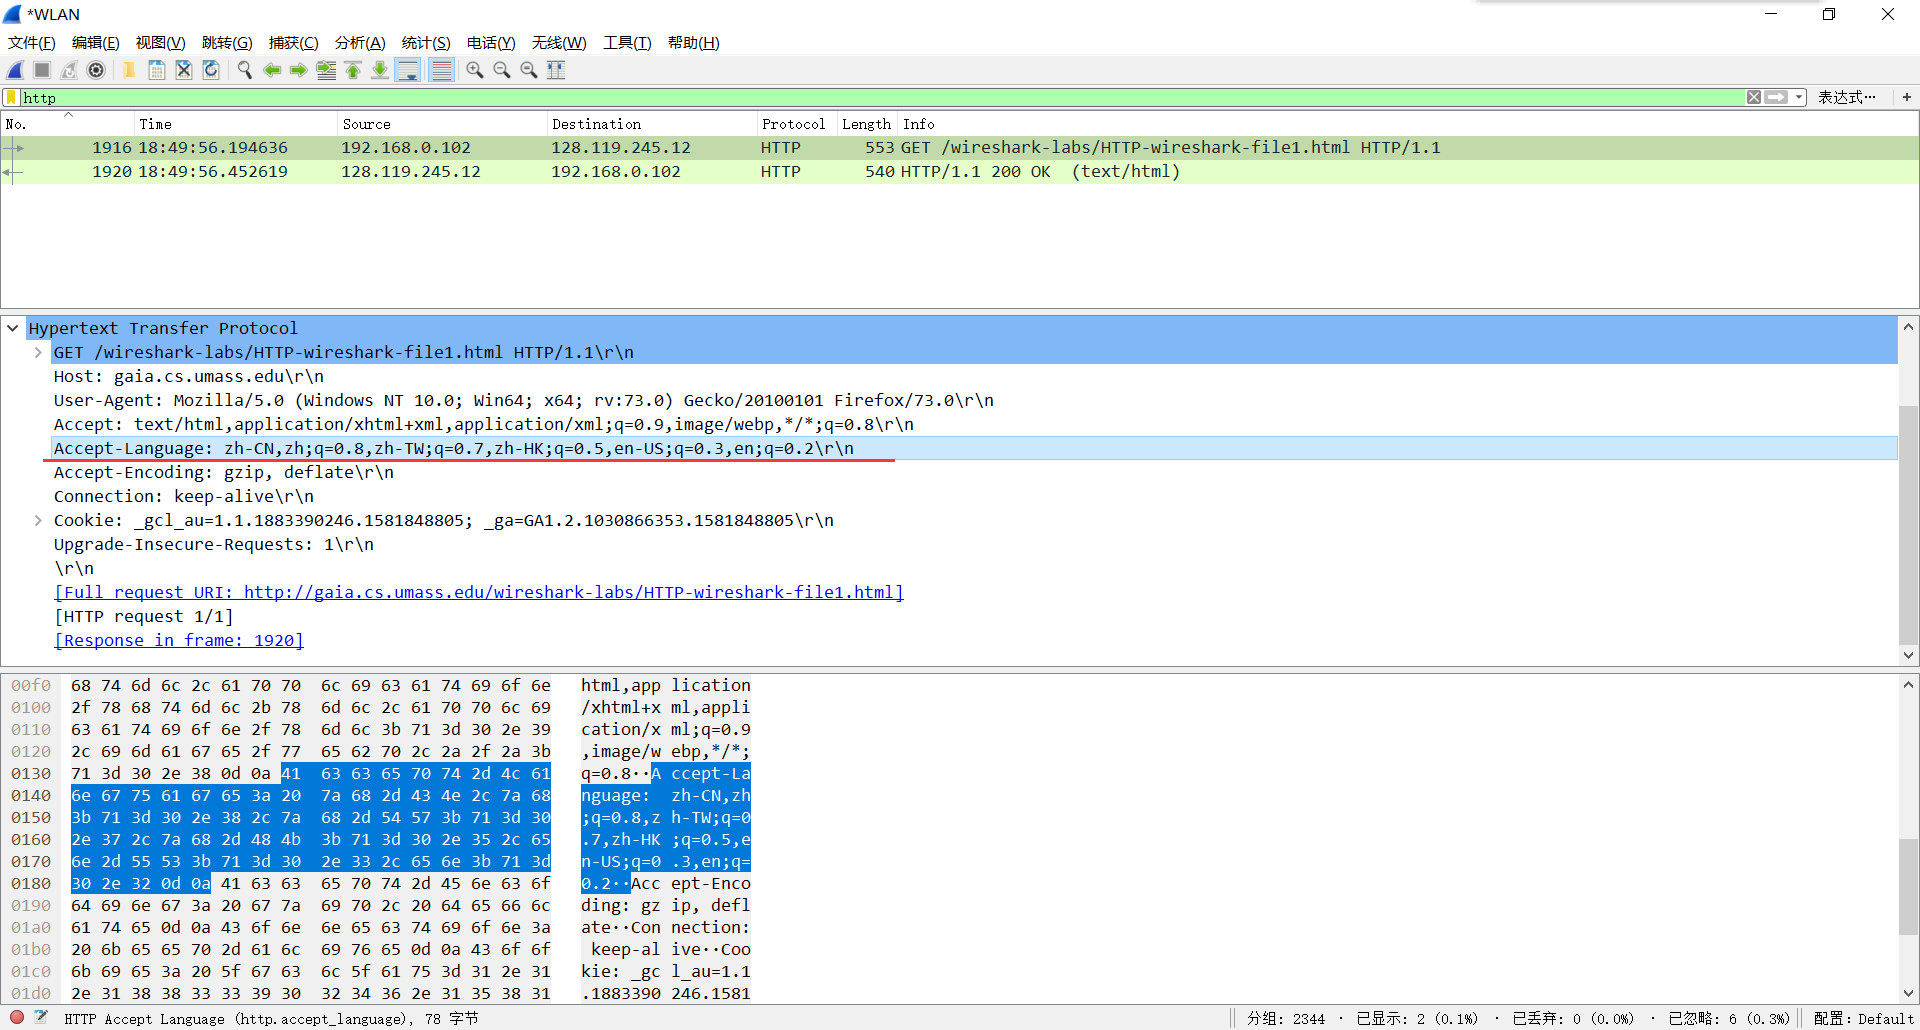 *WLAN
文件(F) 编辑(E) 视图(V) 跳转(G) 捕获(C) 分析(A) 统计(S) 电话(Y) 无线(W) 工具(T) 帮助(H)
http 表达式… +
No. Time Source Destination Protocol Length Info
1916 18:49:56.194636 192.168.0.102 128.119.245.12 HTTP 553 GET /wireshark-labs/HTTP-wireshark-file1.html HTTP/1.1
1920 18:49:56.452619 128.119.245.12 192.168.0.102 HTTP 540 HTTP/1.1 200 OK  (text/html)
Hypertext Transfer Protocol
GET /wireshark-labs/HTTP-wireshark-file1.html HTTP/1.1\r\n
Host: gaia.cs.umass.edu\r\n
User-Agent: Mozilla/5.0 (Windows NT 10.0; Win64; x64; rv:73.0) Gecko/20100101 Firefox/73.0\r\n
Accept: text/html,application/xhtml+xml,application/xml;q=0.9,image/webp,*/*;q=0.8\r\n
Accept-Language: zh-CN,zh;q=0.8,zh-TW;q=0.7,zh-HK;q=0.5,en-US;q=0.3,en;q=0.2\r\n
Accept-Encoding: gzip, deflate\r\n
Connection: keep-alive\r\n
Cookie: _gcl_au=1.1.1883390246.1581848805; _ga=GA1.2.1030866353.1581848805\r\n
Upgrade-Insecure-Requests: 1\r\n
\r\n
[Full request URI: http://gaia.cs.umass.edu/wireshark-labs/HTTP-wireshark-file1.html]
[HTTP request 1/1]
[Response in frame: 1920]
00f0 68 74 6d 6c 2c 61 70 70 6c 69 63 61 74 69 6f 6e html,app lication
0100 2f 78 68 74 6d 6c 2b 78 6d 6c 2c 61 70 70 6c 69 /xhtml+x ml,appli
0110 63 61 74 69 6f 6e 2f 78 6d 6c 3b 71 3d 30 2e 39 cation/x ml;q=0.9
0120 2c 69 6d 61 67 65 2f 77 65 62 70 2c 2a 2f 2a 3b ,image/w ebp,*/*;
0130 71 3d 30 2e 38 0d 0a 41 63 63 65 70 74 2d 4c 61 q=0.8··A ccept-La
0140 6e 67 75 61 67 65 3a 20 7a 68 2d 43 4e 2c 7a 68 nguage:  zh-CN,zh
0150 3b 71 3d 30 2e 38 2c 7a 68 2d 54 57 3b 71 3d 30 ;q=0.8,z h-TW;q=0
0160 2e 37 2c 7a 68 2d 48 4b 3b 71 3d 30 2e 35 2c 65 .7,zh-HK ;q=0.5,e
0170 6e 2d 55 53 3b 71 3d 30 2e 33 2c 65 6e 3b 71 3d n-US;q=0 .3,en;q=
0180 30 2e 32 0d 0a 41 63 63 65 70 74 2d 45 6e 63 6f 0.2··Acc ept-Enco
0190 64 69 6e 67 3a 20 67 7a 69 70 2c 20 64 65 66 6c ding: gz ip, defl
01a0 61 74 65 0d 0a 43 6f 6e 6e 65 63 74 69 6f 6e 3a ate··Con nection:
01b0 20 6b 65 65 70 2d 61 6c 69 76 65 0d 0a 43 6f 6f  keep-al ive··Coo
01c0 6b 69 65 3a 20 5f 67 63 6c 5f 61 75 3d 31 2e 31 kie: _gc l_au=1.1
01d0 2e 31 38 38 33 33 39 30 32 34 36 2e 31 35 38 31 .1883390 246.1581
HTTP Accept Language (http.accept_language), 78 字节 分组: 2344 · 已显示: 2 (0.1%) · 已丢弃: 0 (0.0%) · 已忽略: 6 (0.3%) 配置: Default